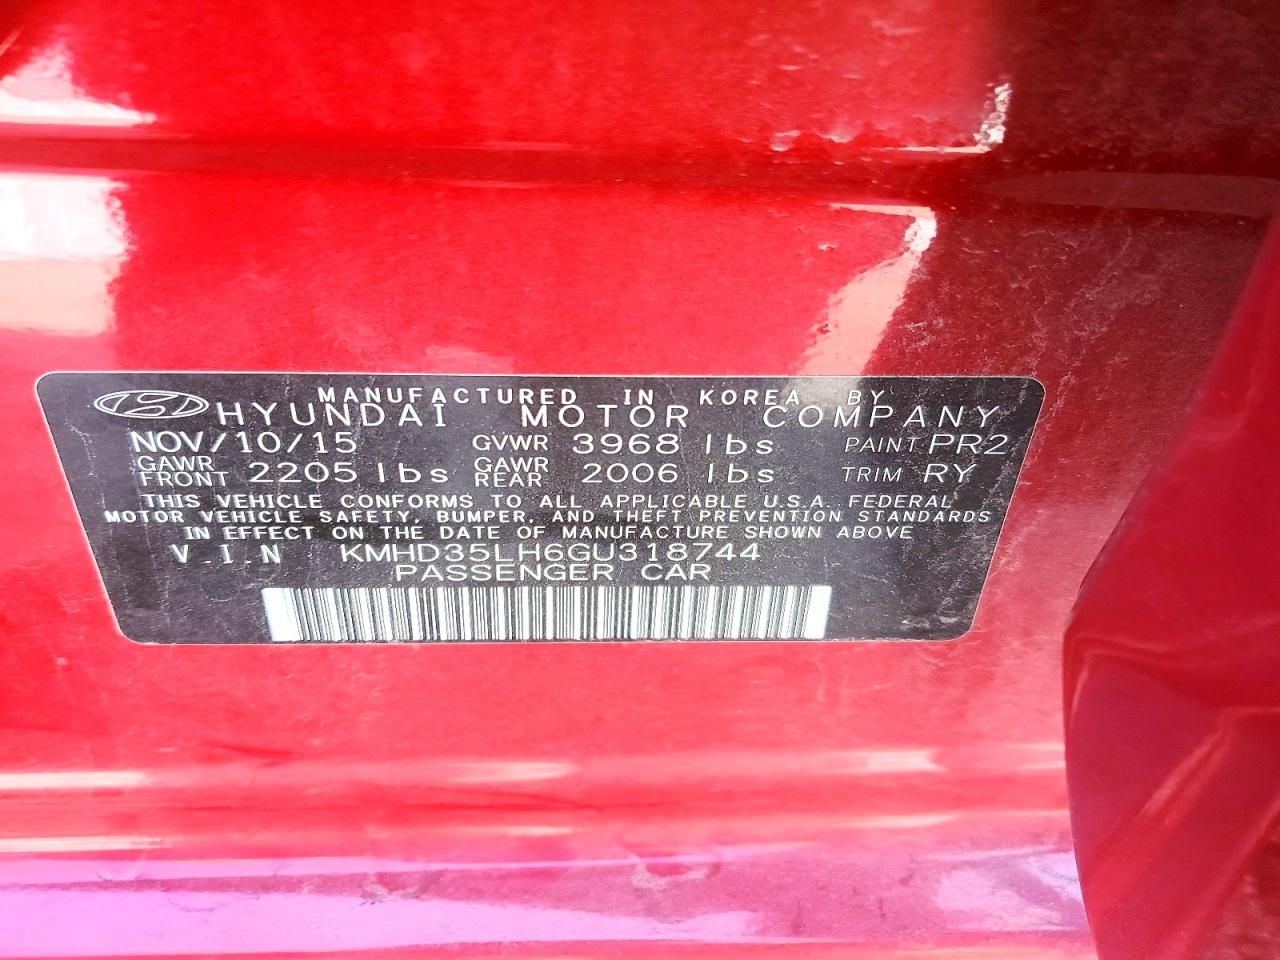 MANUFACTURED IN KOREA BY
HYUNDAI MOTOR COMPANY
NOV/10/15 GVWR 3968 lbs PAINT PR2
GAWR FRONT 2205 lbs GAWR REAR 2006 lbs TRIM RY
THIS VEHICLE CONFORMS TO ALL APPLICABLE U.S.A. FEDERAL
MOTOR VEHICLE SAFETY, BUMPER, AND THEFT PREVENTION STANDARDS
IN EFFECT ON THE DATE OF MANUFACTURE SHOWN ABOVE
V.I.N KMHD35LH6GU318744
PASSENGER CAR